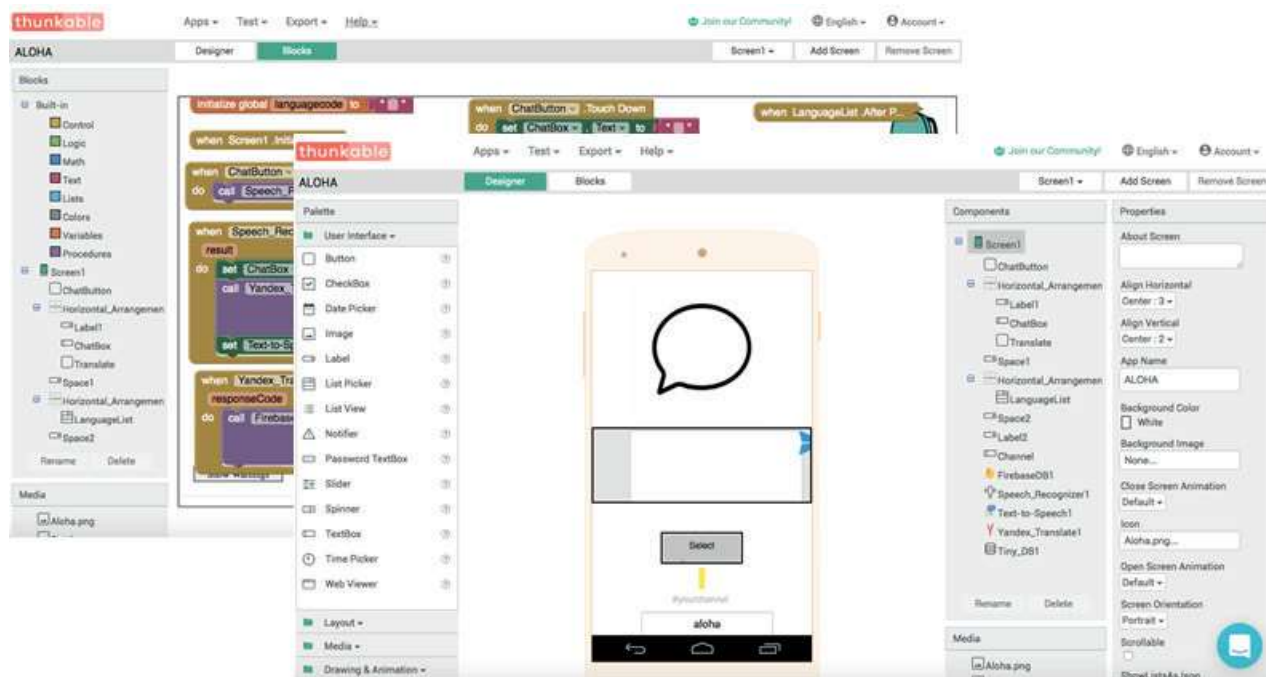 thunkable
Apps Test Export Help
Join our Community! English Account
ALOHA
Designer Blocks
Screen1 Add Screen Remove Screen
Blocks
Built-in
Control
Logic
Math
Text
Lists
Colors
Variables
Procedures
Screen1
ChatButton
Horizontal_Arrangemen
Label1
ChatBox
Translate
Space1
Horizontal_Arrangemen
LanguageList
Space2
Rename Delete
Media
Aloha.png
initialize global languagecode to " "
when Screen1 .Initi
when ChatButton
do call Speech_R
when Speech_Rec
result
do set ChatBox
call Yandex_
set Text-to-Sp
when Yandex_Tra
responseCode
do call Firebas
Show Warnings
when ChatButton .Touch Down
do set ChatBox . Text to " "
when LanguageList .After P...
thunkable
Apps Test Export Help
Join our Community! English Account
ALOHA
Designer Blocks
Screen1 Add Screen Remove Screen
Palette
User Interface
Button
CheckBox
Date Picker
Image
Label
List Picker
List View
Notifier
Password TextBox
Slider
Spinner
TextBox
Time Picker
Web Viewer
Layout
Media
Drawing & Animation
Select
#yourchannel
aloha
Components
Screen1
ChatButton
Horizontal_Arrangemen
Label1
ChatBox
Translate
Space1
Horizontal_Arrangemen
LanguageList
Space2
Label2
Channel
FirebaseDB1
Speech_Recognizer1
Text-to-Speech1
Yandex_Translate1
Tiny_DB1
Rename Delete
Media
Aloha.png
Properties
About Screen
Align Horizontal
Center : 3
Align Vertical
Center : 2
App Name
ALOHA
Background Color
White
Background Image
None...
Close Screen Animation
Default
Icon
Aloha.png...
Open Screen Animation
Default
Screen Orientation
Portrait
Scrollable
ShowListsAsJson